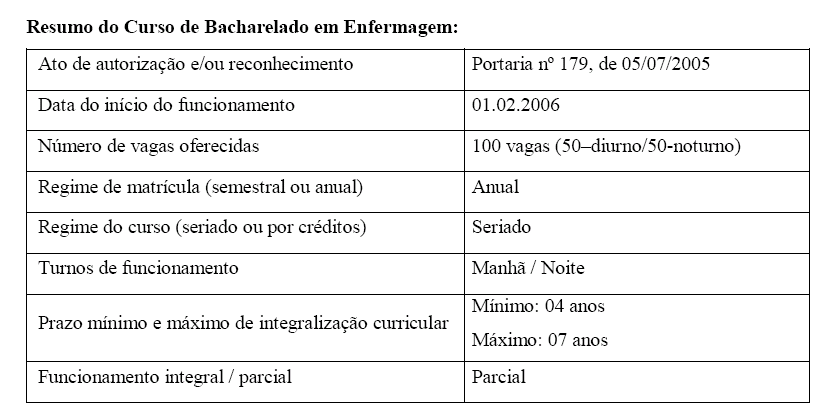 Resumo do Curso de Bacharelado em Enfermagem:
Ato de autorização e/ou reconhecimento Portaria nº 179, de 05/07/2005
Data do início do funcionamento 01.02.2006
Número de vagas oferecidas 100 vagas (50–diurno/50-noturno)
Regime de matrícula (semestral ou anual) Anual
Regime do curso (seriado ou por créditos) Seriado
Turnos de funcionamento Manhã / Noite
Prazo mínimo e máximo de integralização curricular Mínimo: 04 anos
Máximo: 07 anos
Funcionamento integral / parcial Parcial